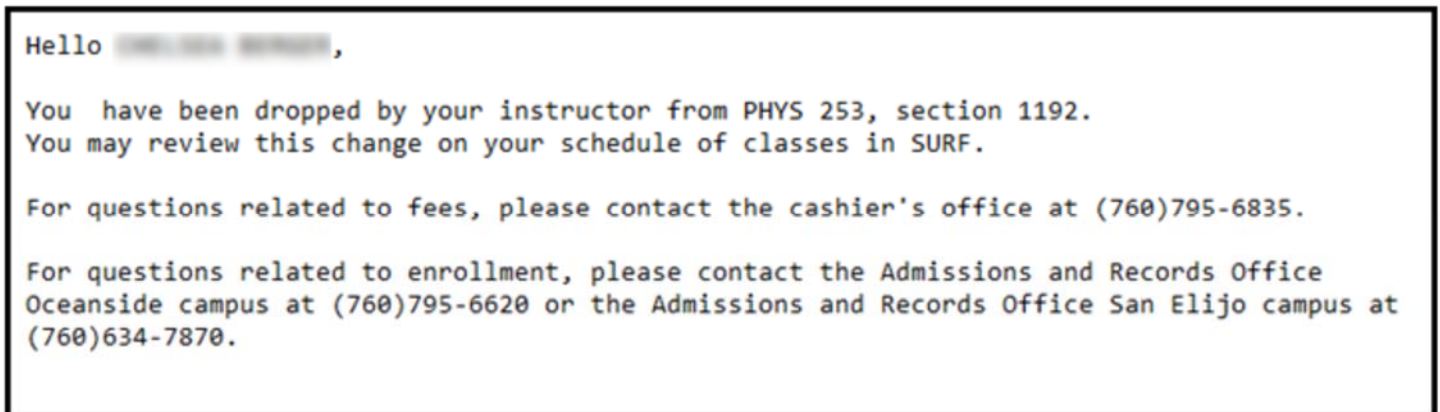 Hello ,
You  have been dropped by your instructor from PHYS 253, section 1192.
You may review this change on your schedule of classes in SURF.
For questions related to fees, please contact the cashier's office at (760)795-6835.
For questions related to enrollment, please contact the Admissions and Records Office
Oceanside campus at (760)795-6620 or the Admissions and Records Office San Elijo campus at
(760)634-7870.